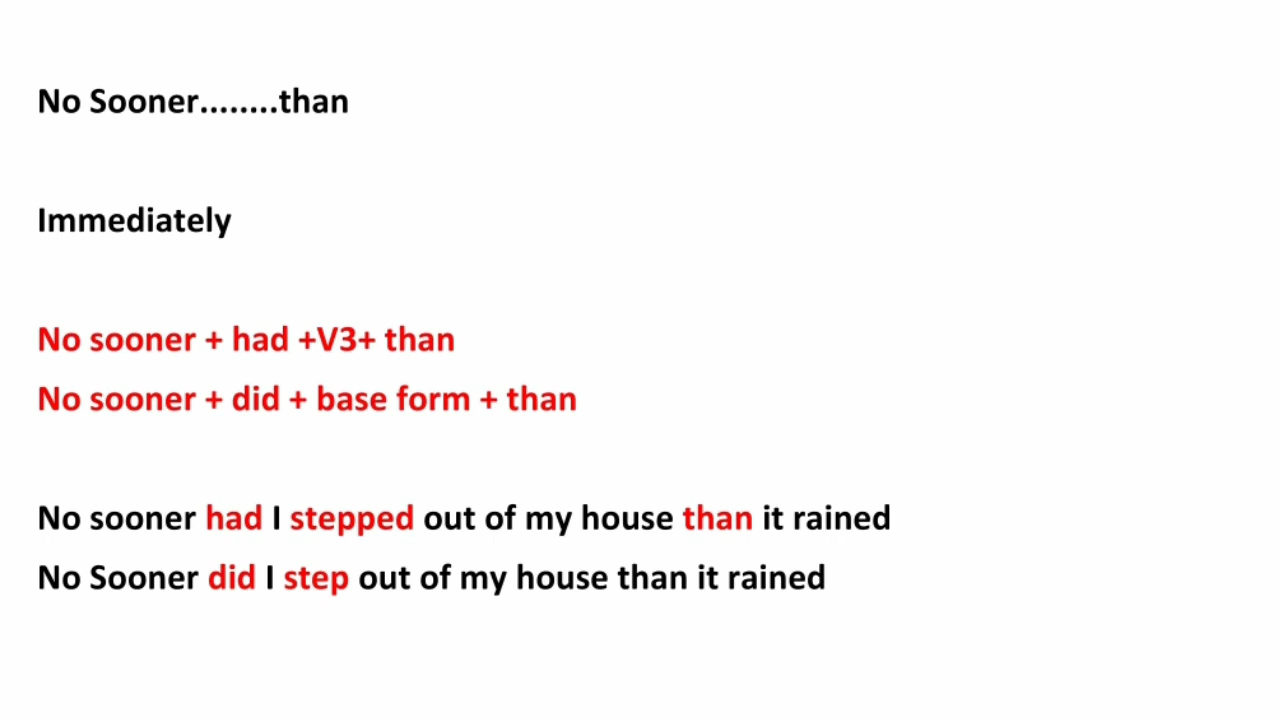 No Sooner........than
Immediately
No sooner + had +V3+ than
No sooner + did + base form + than
No sooner had I stepped out of my house than it rained
No Sooner did I step out of my house than it rained